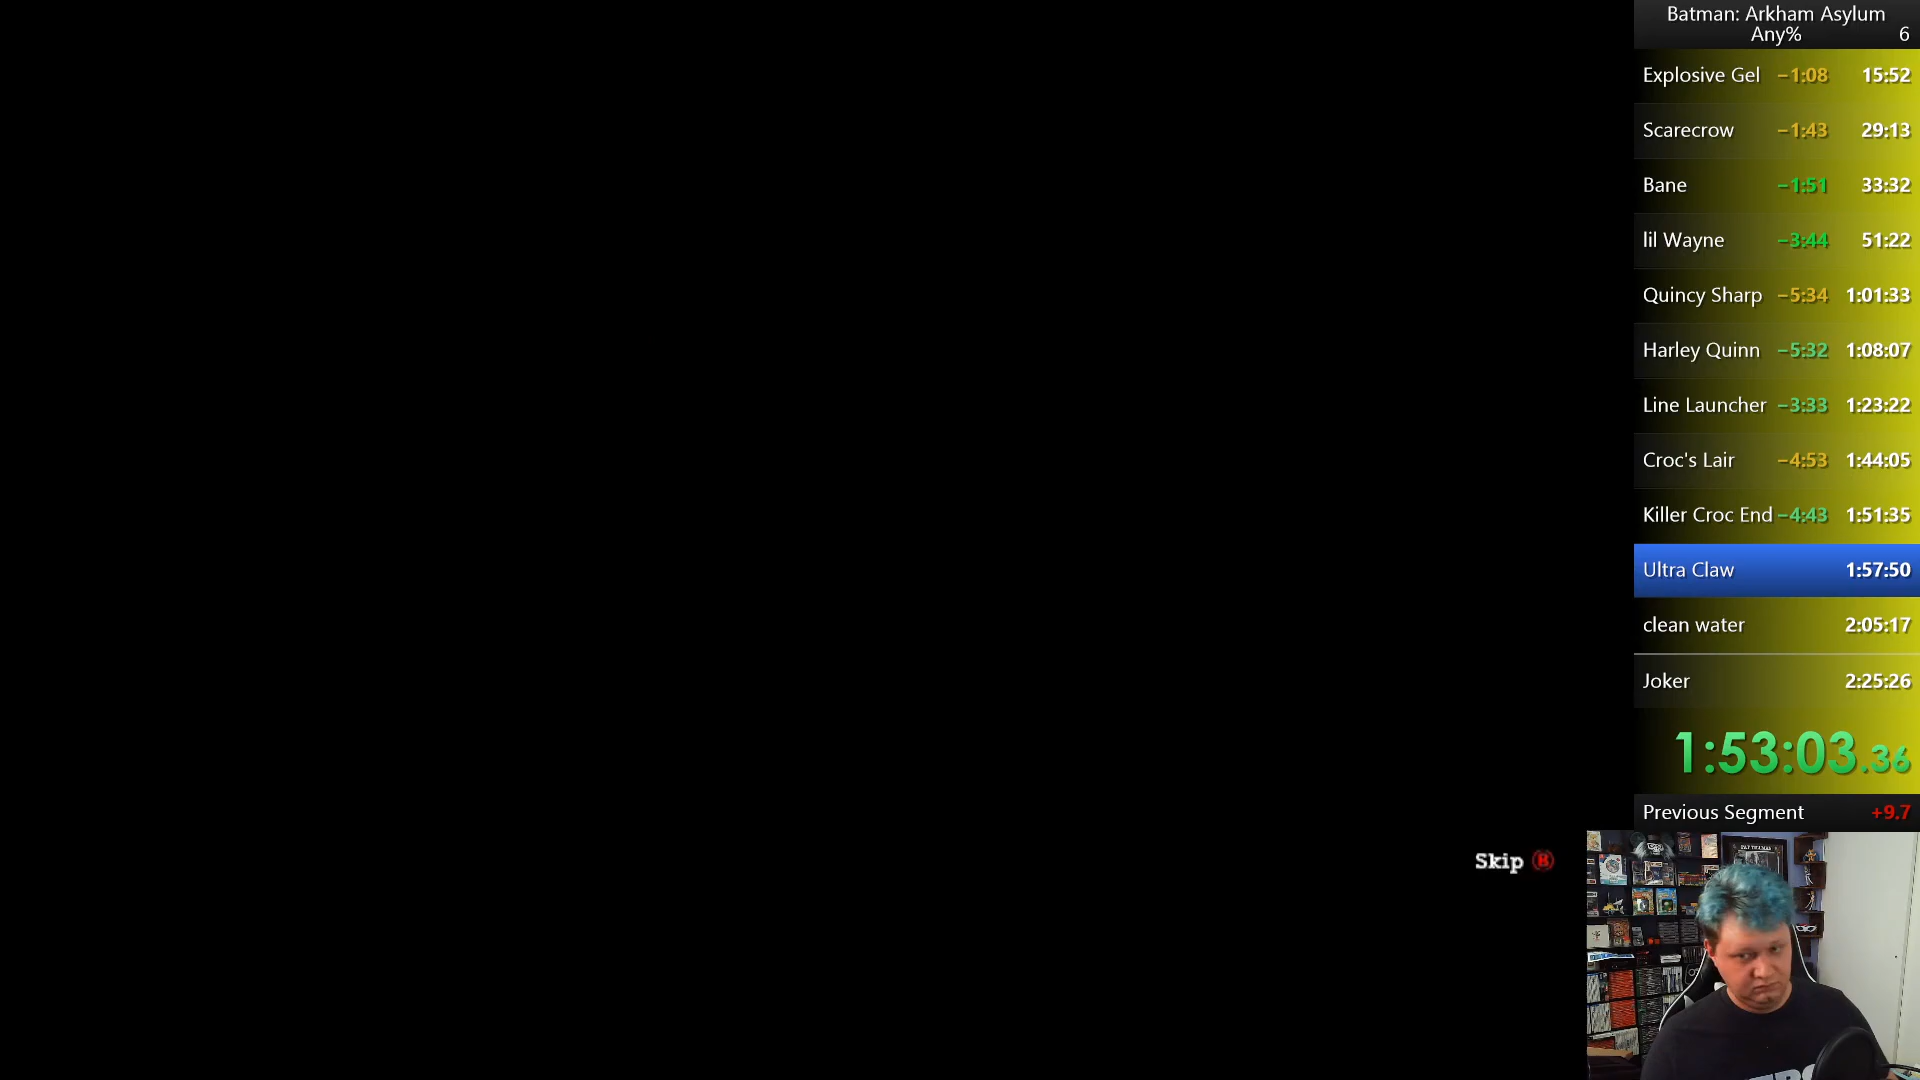 Batman: Arkham Asylum
Any% 6
Explosive Gel −1:08 15:52
Scarecrow −1:43 29:13
Bane −1:51 33:32
lil Wayne −3:44 51:22
Quincy Sharp −5:34 1:01:33
Harley Quinn −5:32 1:08:07
Line Launcher −3:33 1:23:22
Croc's Lair −4:53 1:44:05
Killer Croc End −4:43 1:51:35
Ultra Claw 1:57:50
clean water 2:05:17
Joker 2:25:26
1:53:03.36
Previous Segment +9.7
Skip B